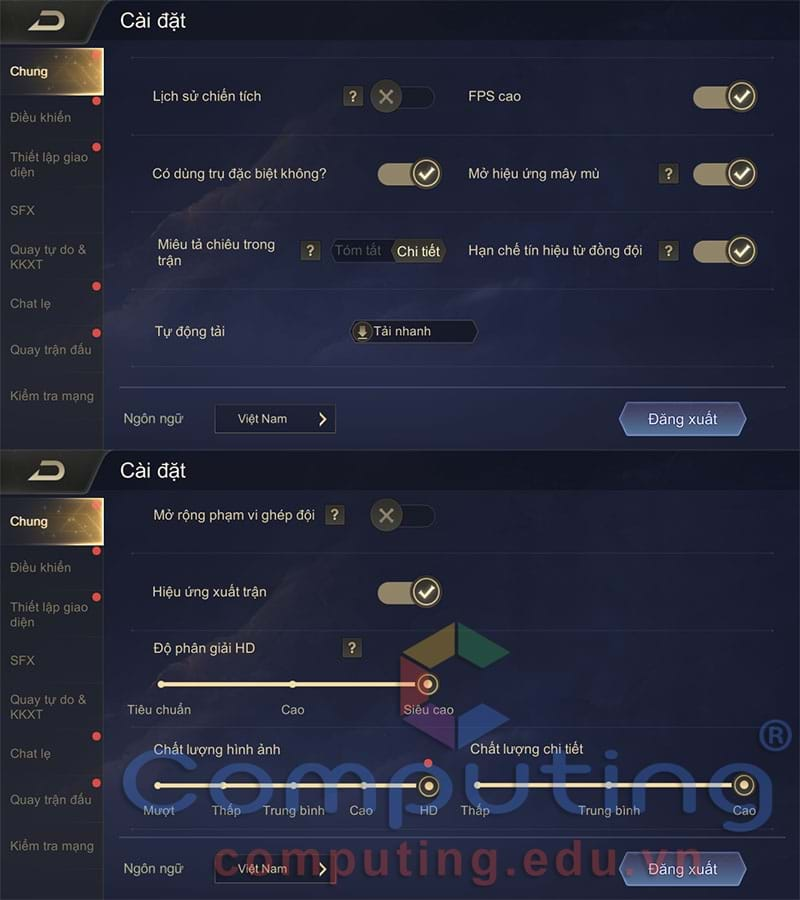 Cài đặt
Chung
Điều khiển
Thiết lập giao
diện
SFX
Quay tự do &
KKXT
Chat lẹ
Quay trận đấu
Kiểm tra mạng
Lịch sử chiến tích ?
FPS cao
Có dùng trụ đặc biệt không?
Mở hiệu ứng mây mù ?
Miêu tả chiêu trong
trận
? Tóm tắt Chi tiết
Hạn chế tín hiệu từ đồng đội ?
Tự động tải Tải nhanh
Ngôn ngữ Việt Nam Đăng xuất
Cài đặt
Chung
Điều khiển
Thiết lập giao
diện
SFX
Quay tự do &
KKXT
Chat lẹ
Quay trận đấu
Kiểm tra mạng
Mở rộng phạm vi ghép đội ?
Hiệu ứng xuất trận
Độ phân giải HD ?
Tiêu chuẩn Cao Siêu cao
Chất lượng hình ảnh
Mượt Thấp Trung bình Cao HD
Chất lượng chi tiết
Thấp Trung bình Cao
Computing ®
computing.edu.vn
Ngôn ngữ Việt Nam Đăng xuất